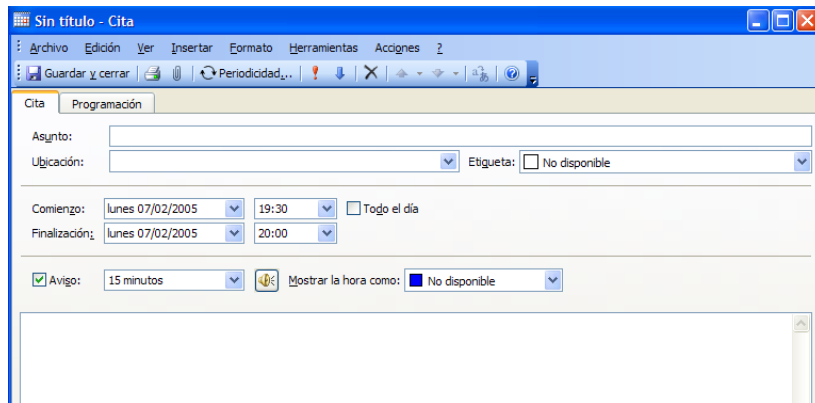 Sin título - Cita
Archivo Edición Ver Insertar Formato Herramientas Acciones ?
Guardar y cerrar Periodicidad... 
Cita Programación
Asunto:
Ubicación: Etiqueta: No disponible
Comienzo: lunes 07/02/2005 19:30 Todo el día
Finalización: lunes 07/02/2005 20:00
Aviso: 15 minutos Mostrar la hora como: No disponible